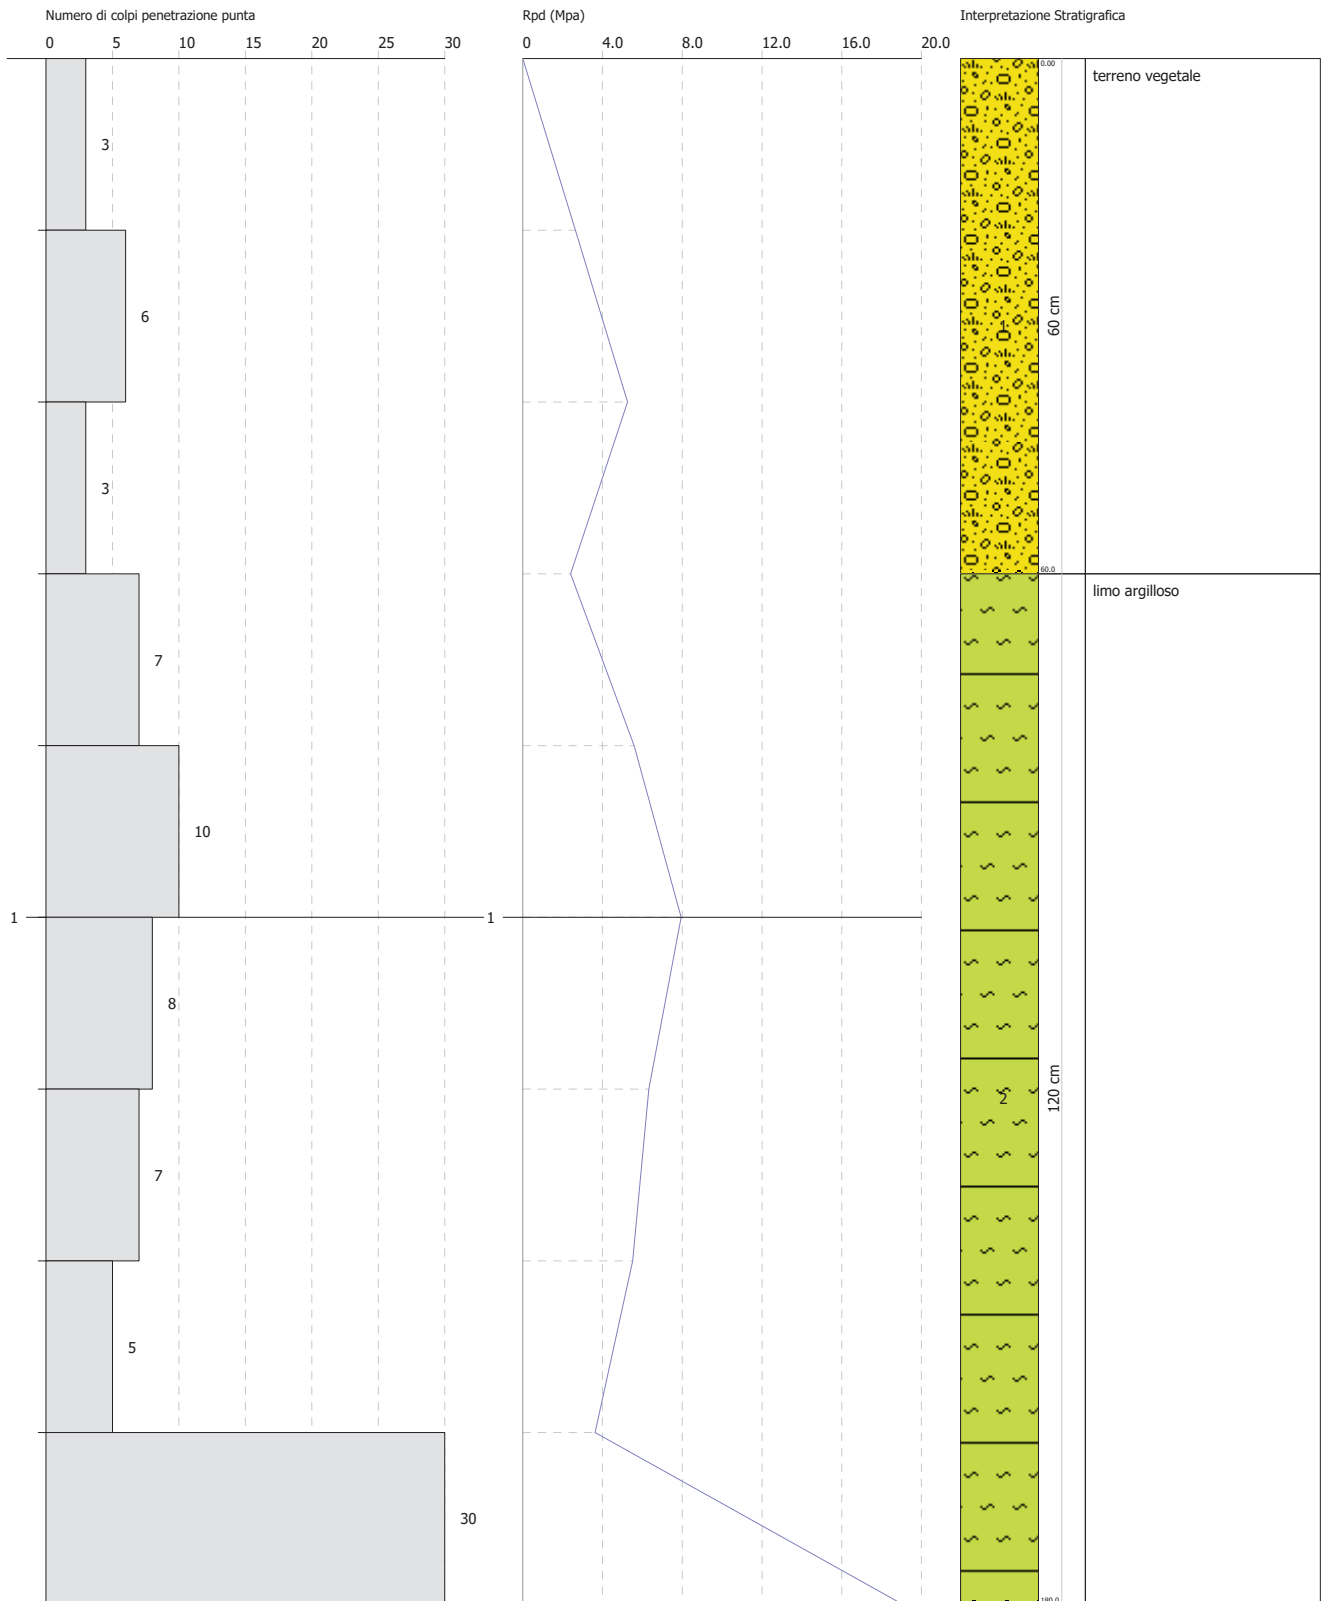 Numero di colpi penetrazione punta
Rpd (Mpa)
Interpretazione Stratigrafica
0 5 10 15 20 25 30
0 4.0 8.0 12.0 16.0 20.0
0.00
terreno vegetale
3
6
1
60 cm
3
60.0
limo argilloso
7
10
1
1
8
2
120 cm
7
5
30
180.0